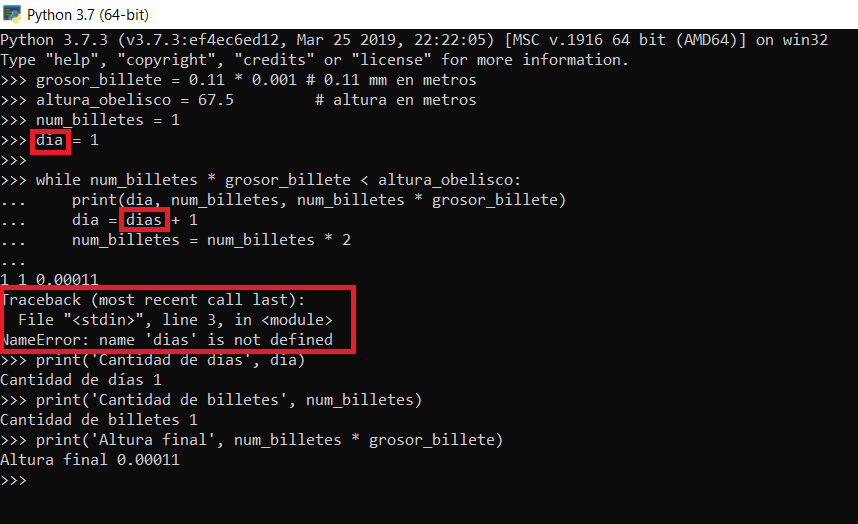 Python 3.7 (64-bit)
Python 3.7.3 (v3.7.3:ef4ec6ed12, Mar 25 2019, 22:22:05) [MSC v.1916 64 bit (AMD64)] on win32
Type "help", "copyright", "credits" or "license" for more information.
>>> grosor_billete = 0.11 * 0.001 # 0.11 mm en metros
>>> altura_obelisco = 67.5         # altura en metros
>>> num_billetes = 1
>>> dia = 1
>>>
>>> while num_billetes * grosor_billete < altura_obelisco:
...     print(dia, num_billetes, num_billetes * grosor_billete)
...     dia = dias + 1
...     num_billetes = num_billetes * 2
...
1 1 0.00011
Traceback (most recent call last):
  File "<stdin>", line 3, in <module>
NameError: name 'dias' is not defined
>>> print('Cantidad de días', dia)
Cantidad de días 1
>>> print('Cantidad de billetes', num_billetes)
Cantidad de billetes 1
>>> print('Altura final', num_billetes * grosor_billete)
Altura final 0.00011
>>>